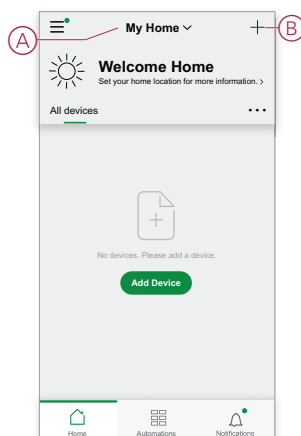 My Home
A
B
Welcome Home
Set your home location for more information. >
All devices
No devices. Please add a device.
Add Device
Home
Automations
Notifications